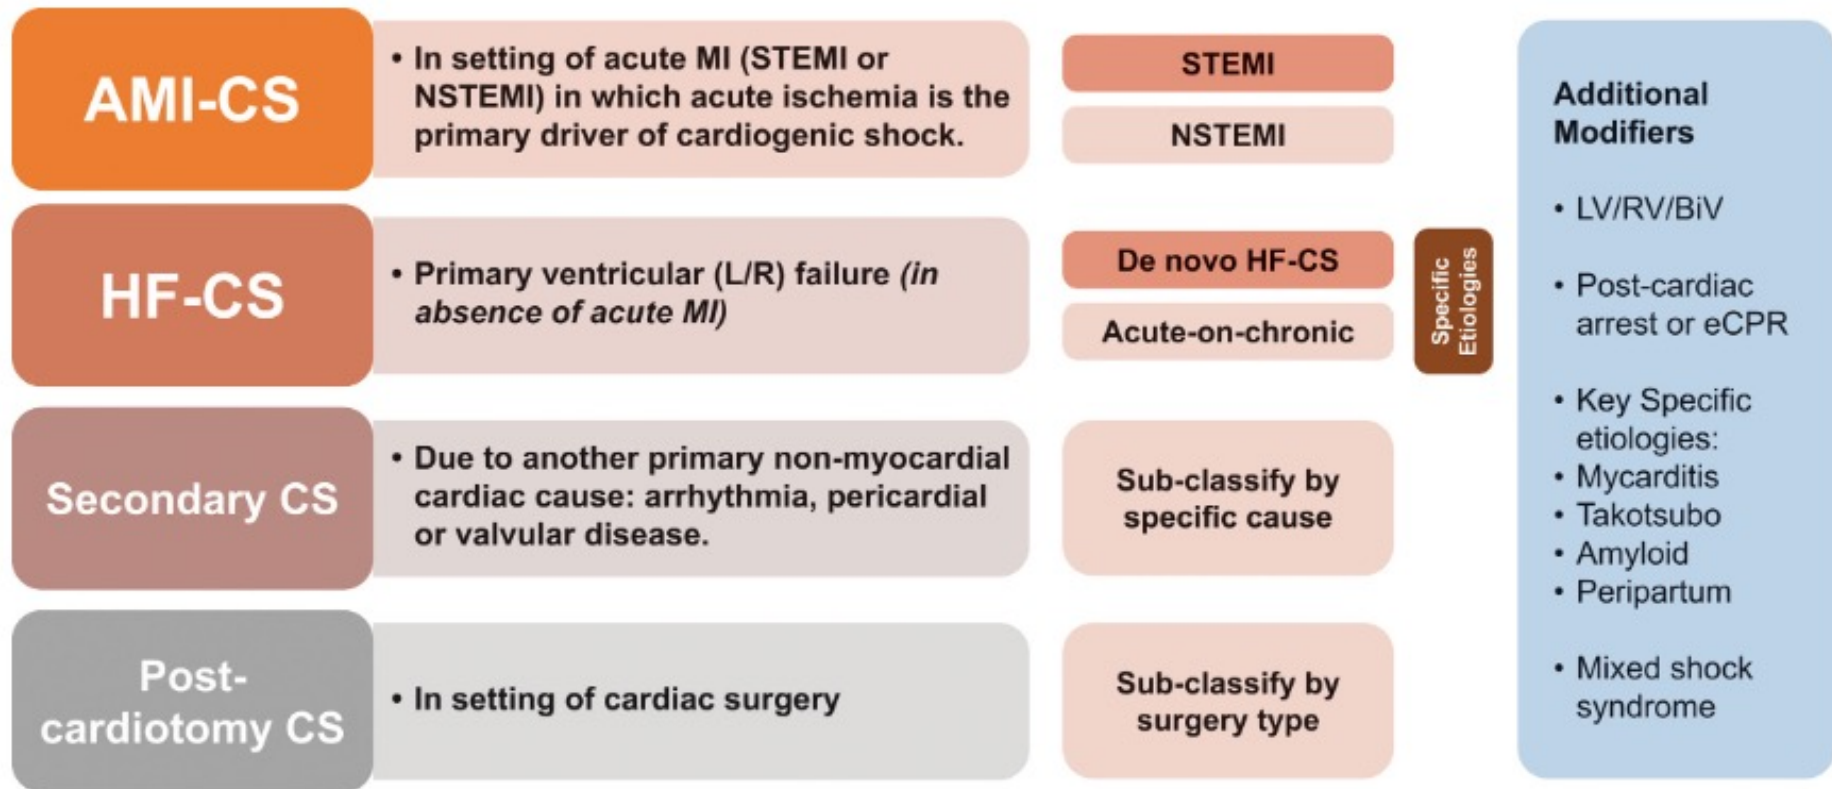 AMI-CS
• In setting of acute MI (STEMI or
NSTEMI) in which acute ischemia is the
primary driver of cardiogenic shock.
STEMI
NSTEMI
HF-CS
• Primary ventricular (L/R) failure (in
absence of acute MI)
De novo HF-CS
Acute-on-chronic
Specific
Etiologies
Secondary CS
• Due to another primary non-myocardial
cardiac cause: arrhythmia, pericardial
or valvular disease.
Sub-classify by
specific cause
Post-
cardiotomy CS
• In setting of cardiac surgery
Sub-classify by
surgery type
Additional
Modifiers
• LV/RV/BiV
• Post-cardiac
arrest or eCPR
• Key Specific
etiologies:
• Mycarditis
• Takotsubo
• Amyloid
• Peripartum
• Mixed shock
syndrome